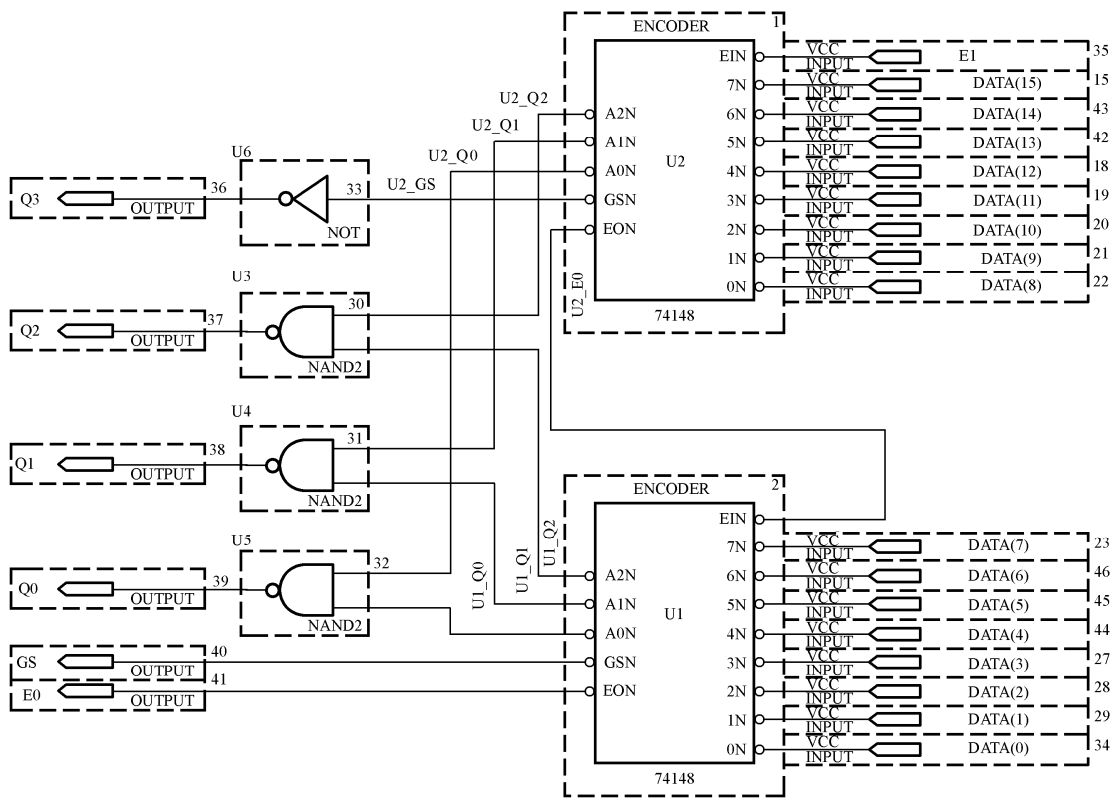 ENCODER 1
EIN VCC INPUT E1 35
7N VCC INPUT DATA(15) 15
U2_Q2 A2N 6N VCC INPUT DATA(14) 43
U2_Q1 A1N 5N VCC INPUT DATA(13) 42
U2_Q0 A0N U2 4N VCC INPUT DATA(12) 18
U2_GS GSN 3N VCC INPUT DATA(11) 19
EON 2N VCC INPUT DATA(10) 20
1N VCC INPUT DATA(9) 21
0N VCC INPUT DATA(8) 22
U2_E0
74148
U6
Q3 OUTPUT 36 33 NOT
U3
Q2 OUTPUT 37 30 NAND2
U4
Q1 OUTPUT 38 31 NAND2
U5
Q0 OUTPUT 39 32 NAND2
GS OUTPUT 40
E0 OUTPUT 41
U1_Q0
U1_Q1
U1_Q2
ENCODER 2
EIN
7N VCC INPUT DATA(7) 23
A2N 6N VCC INPUT DATA(6) 46
A1N 5N VCC INPUT DATA(5) 45
A0N U1 4N VCC INPUT DATA(4) 44
GSN 3N VCC INPUT DATA(3) 27
EON 2N VCC INPUT DATA(2) 28
1N VCC INPUT DATA(1) 29
0N VCC INPUT DATA(0) 34
74148